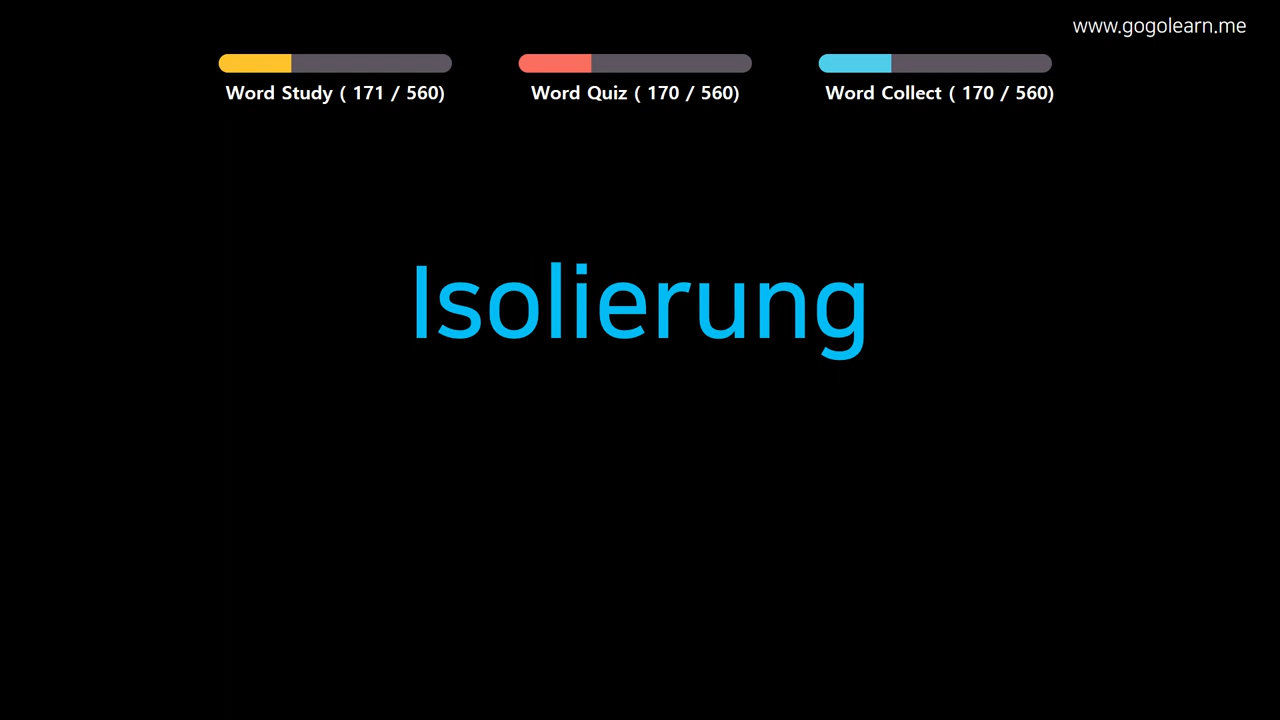 www.gogolearn.me
Word Study ( 171 / 560)
Word Quiz ( 170 / 560)
Word Collect ( 170 / 560)
Isolierung